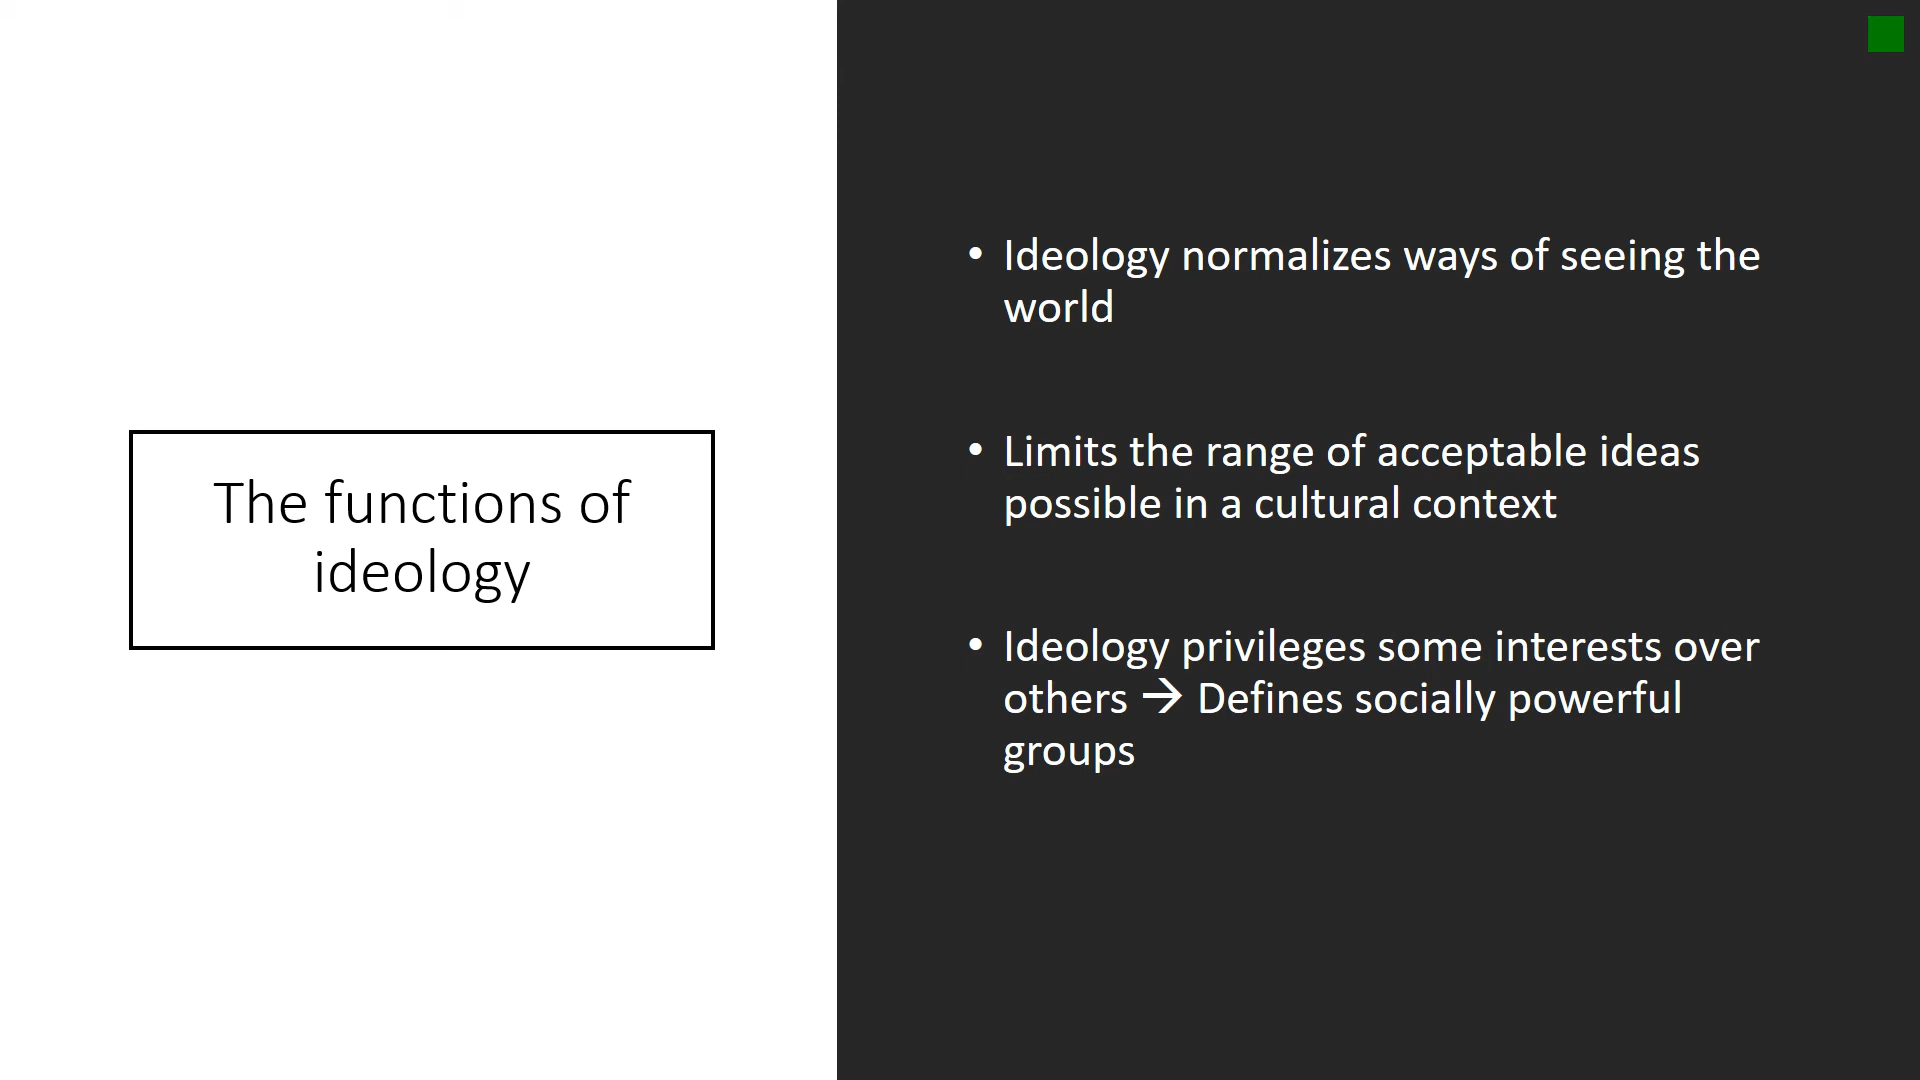 The functions of
ideology
• Ideology normalizes ways of seeing the
world
• Limits the range of acceptable ideas
possible in a cultural context
• Ideology privileges some interests over
others → Defines socially powerful
groups